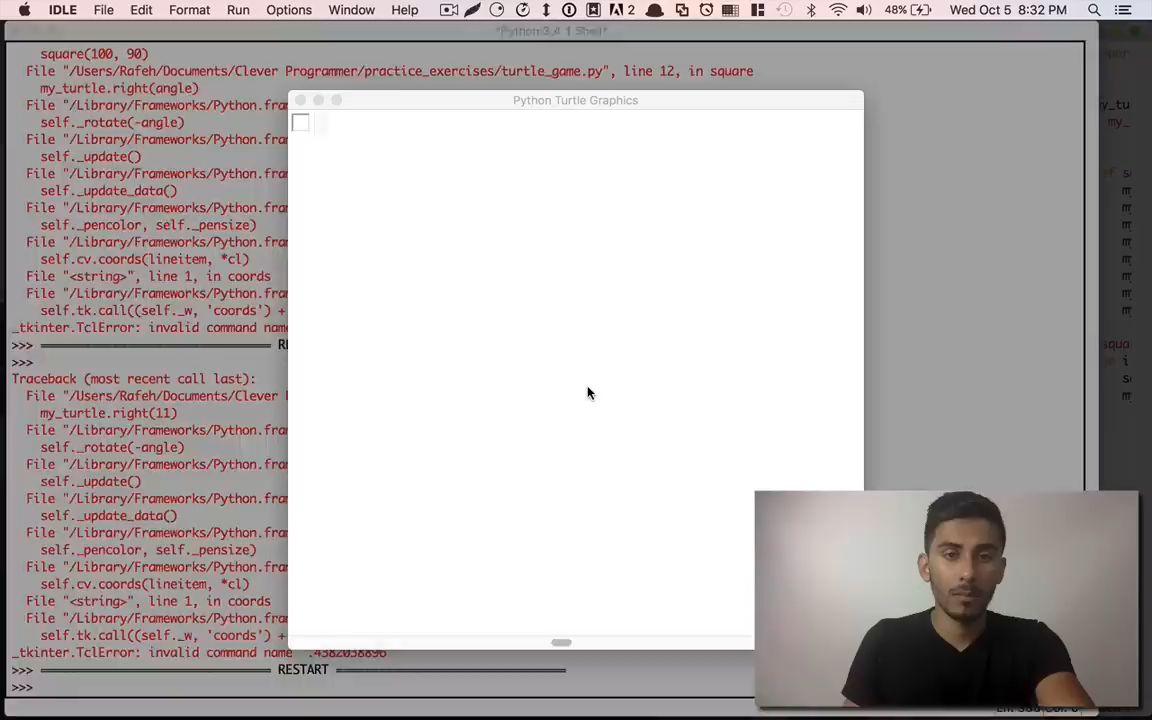 IDLE File Edit Format Run Options Window Help 2 48% Wed Oct 5 8:32 PM
*Python 3.4.1 Shell*
square(100, 90)
File "/Users/Rafeh/Documents/Clever Programmer/practice_exercises/turtle_game.py", line 12, in square
my_turtle.right(angle)
File "/Library/Frameworks/Python.fra
Python Turtle Graphics
self._rotate(-angle)
File "/Library/Frameworks/Python.fra
self._update()
File "/Library/Frameworks/Python.fra
self._update_data()
File "/Library/Frameworks/Python.fra
self._pencolor, self._pensize)
File "/Library/Frameworks/Python.fra
self.cv.coords(lineitem, *cl)
File "<string>", line 1, in coords
File "/Library/Frameworks/Python.fra
self.tk.call((self._w, 'coords') +
_tkinter.TclError: invalid command name
>>> ================================ RE
>>>
Traceback (most recent call last):
File "/Users/Rafeh/Documents/Clever
my_turtle.right(11)
File "/Library/Frameworks/Python.fra
self._rotate(-angle)
File "/Library/Frameworks/Python.fra
self._update()
File "/Library/Frameworks/Python.fra
self._update_data()
File "/Library/Frameworks/Python.fra
self._pencolor, self._pensize)
File "/Library/Frameworks/Python.fra
self.cv.coords(lineitem, *cl)
File "<string>", line 1, in coords
File "/Library/Frameworks/Python.fra
self.tk.call((self._w, 'coords') +
_tkinter.TclError: invalid command name ".4382038896
>>> ================================ RESTART ================================
>>>